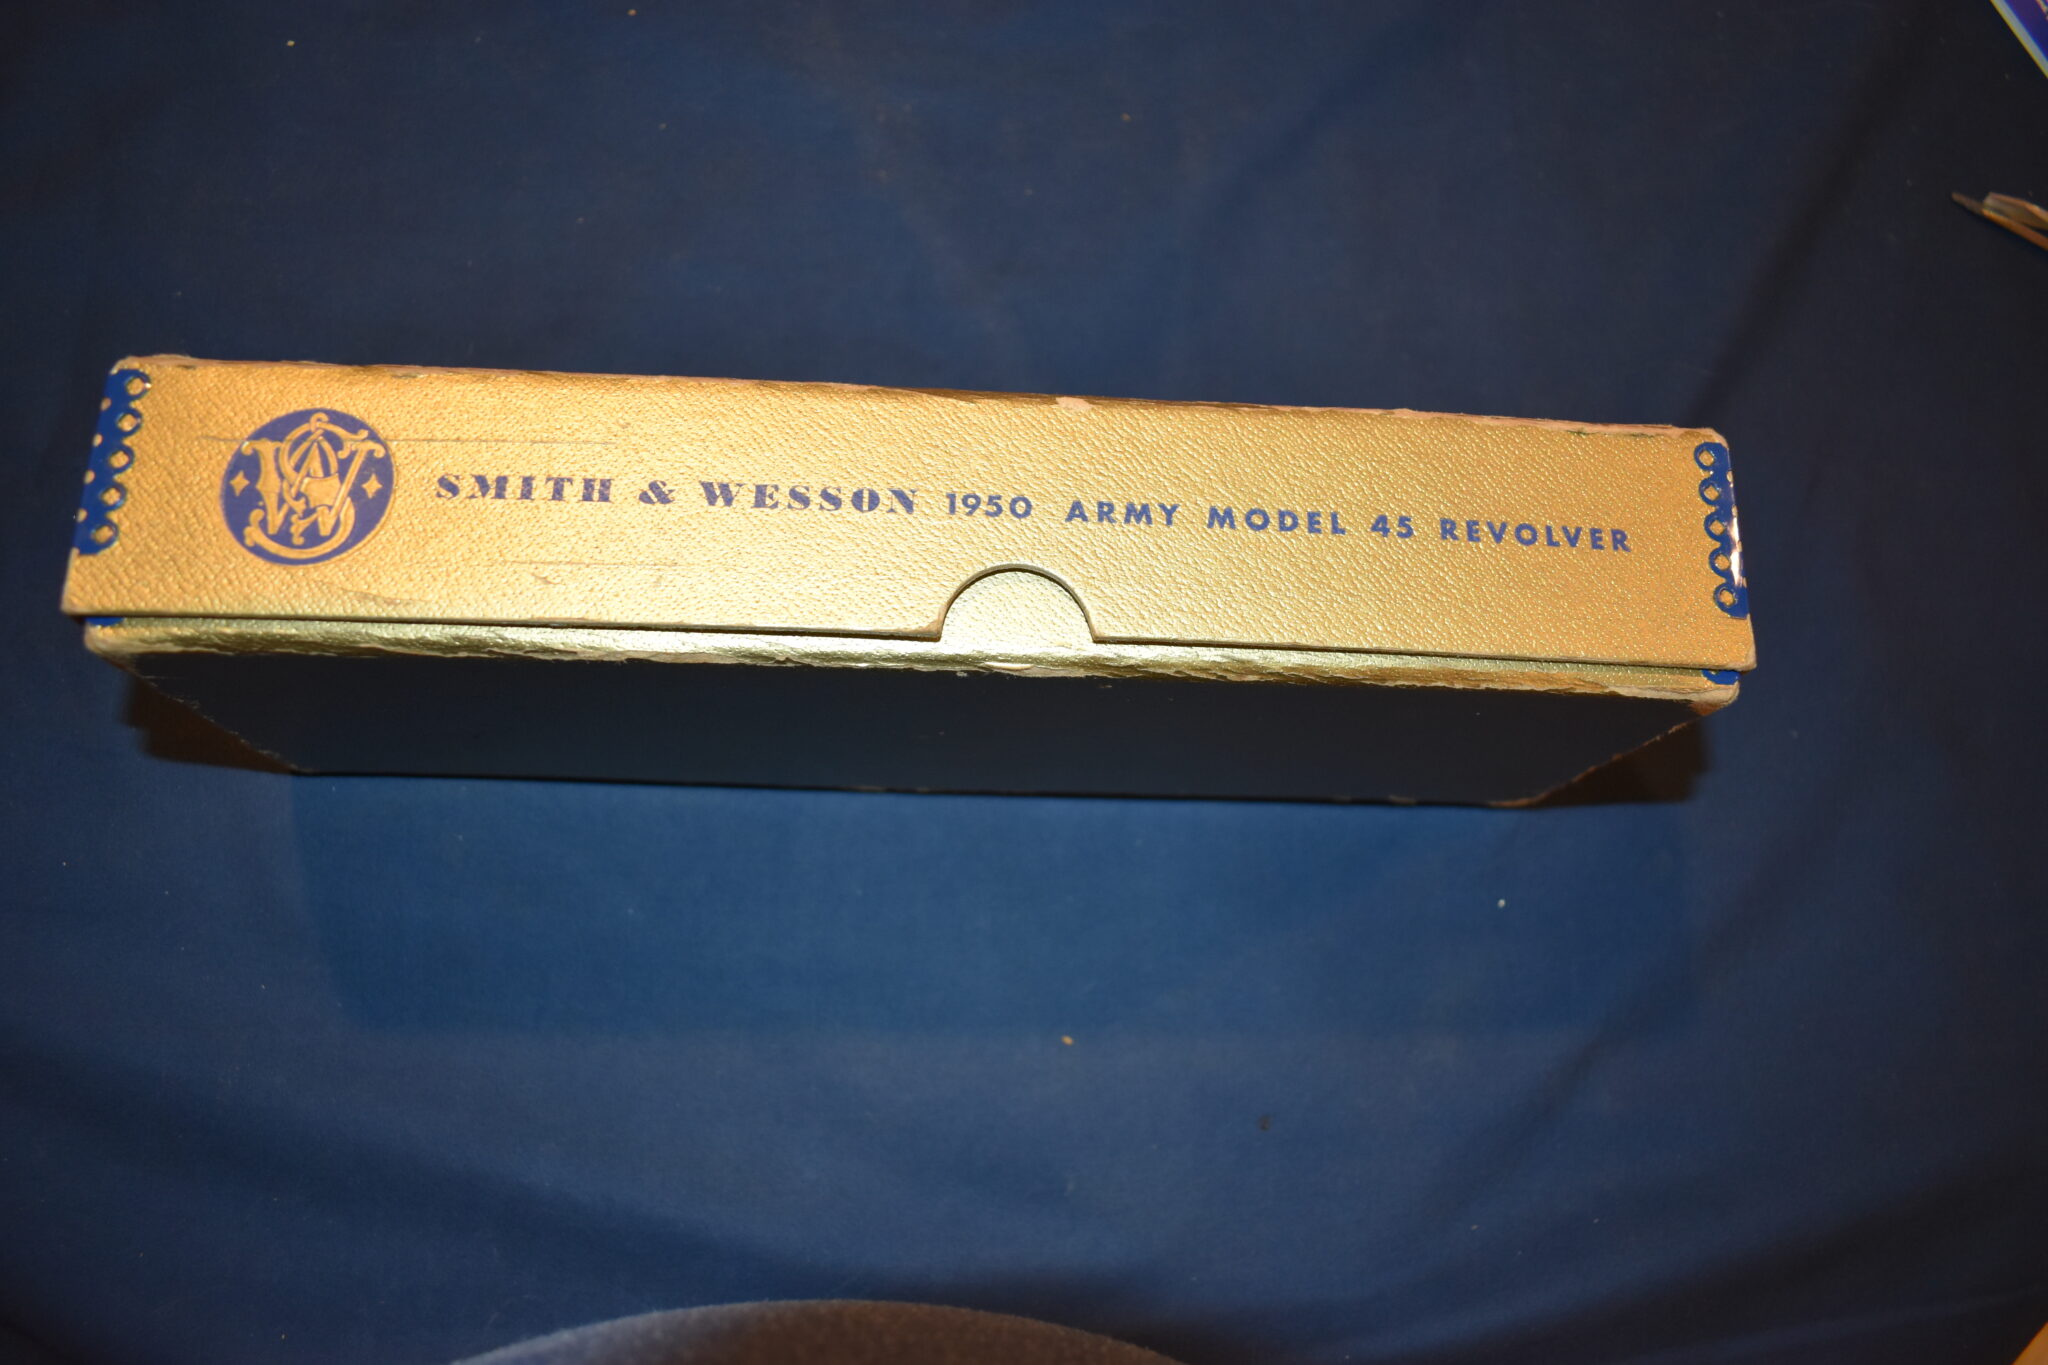 SMITH & WESSON 1950 ARMY MODEL 45 REVOLVER